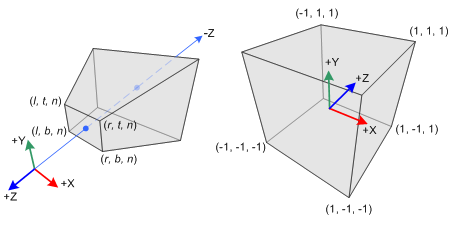 -Z
(l, t, n)
(r, t, n)
(l, b, n)
(r, b, n)
+Y
+X
+Z
(-1, 1, 1)
(1, 1, 1)
+Y
+Z
+X
(1, -1, 1)
(-1, -1, -1)
(1, -1, -1)